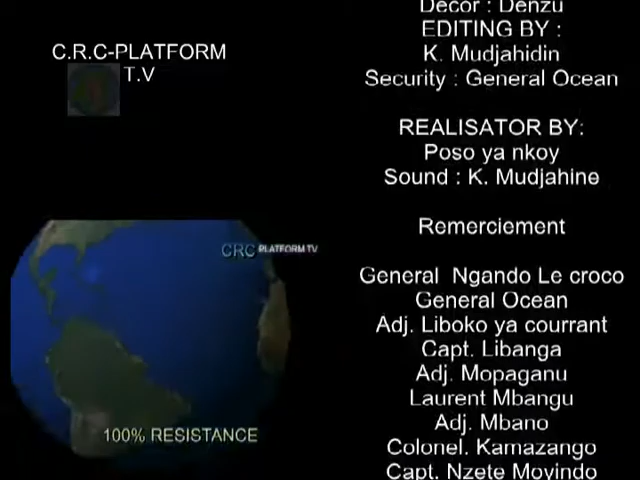 C.R.C-PLATFORM
T.V
CRC PLATFORM TV
100% RESISTANCE
Decor : Denzu
EDITING BY :
K. Mudjahidin
Security : General Ocean
REALISATOR BY:
Poso ya nkoy
Sound : K. Mudjahine
Remerciement
General Ngando Le croco
General Ocean
Adj. Liboko ya courrant
Capt. Libanga
Adj. Mopaganu
Laurent Mbangu
Adj. Mbano
Colonel. Kamazango
Capt. Nzete Moyindo